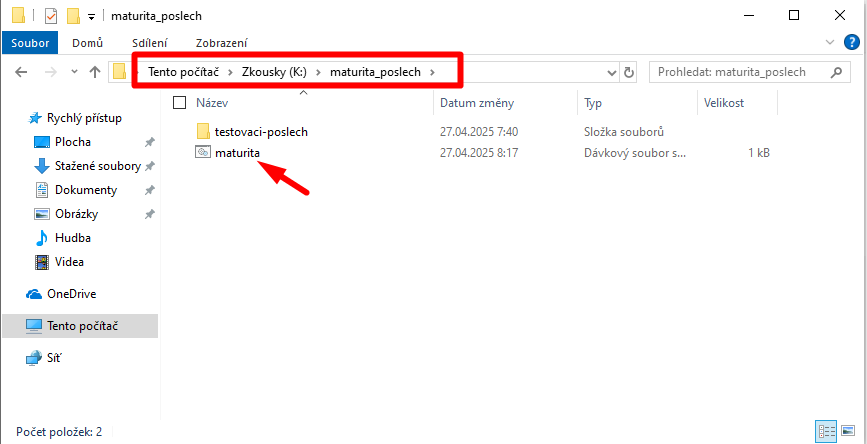 maturita_poslech
Soubor Domů Sdílení Zobrazení
Tento počítač Zkousky (K:) maturita_poslech Prohledat: maturita_poslech
Název Datum změny Typ Velikost
Rychlý přístup
Plocha
Stažené soubory
Dokumenty
Obrázky
Hudba
Videa
OneDrive
Tento počítač
Síť
testovaci-poslech 27.04.2025 7:40 Složka souborů
maturita 27.04.2025 8:17 Dávkový soubor s... 1 kB
Počet položek: 2